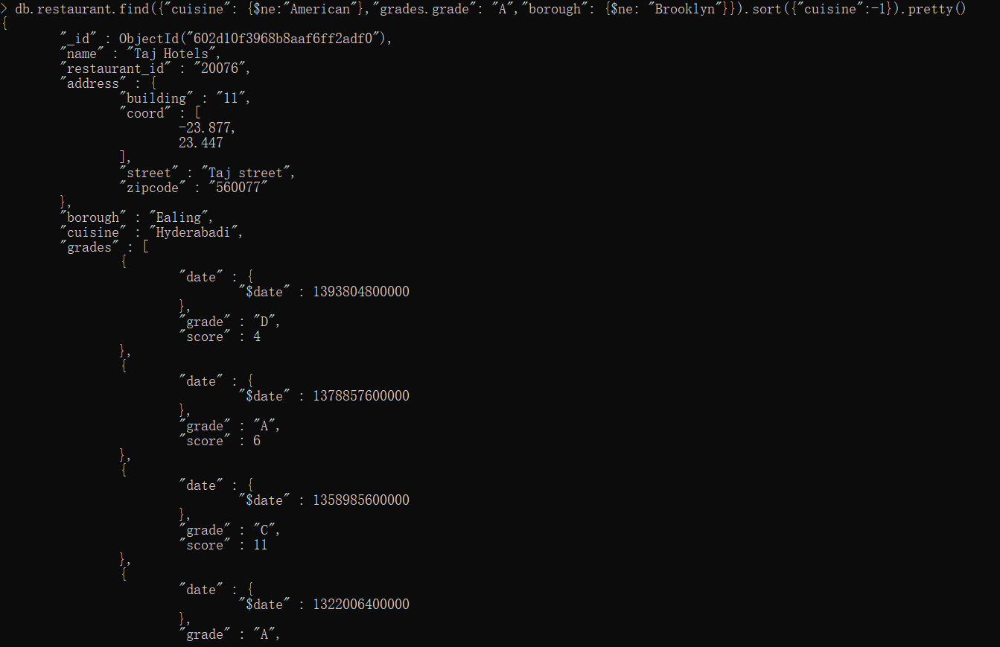 > db.restaurant.find({"cuisine": {$ne:"American"},"grades.grade": "A","borough": {$ne: "Brooklyn"}}).sort({"cuisine":-1}).pretty()
{
"_id" : ObjectId("602d10f3968b8aaf6ff2adf0"),
"name" : "Taj Hotels",
"restaurant_id" : "20076",
"address" : {
"building" : "11",
"coord" : [
-23.877,
23.447
],
"street" : "Taj street",
"zipcode" : "560077"
},
"borough" : "Ealing",
"cuisine" : "Hyderabadi",
"grades" : [
{
"date" : {
"$date" : 1393804800000
},
"grade" : "D",
"score" : 4
},
{
"date" : {
"$date" : 1378857600000
},
"grade" : "A",
"score" : 6
},
{
"date" : {
"$date" : 1358985600000
},
"grade" : "C",
"score" : 11
},
{
"date" : {
"$date" : 1322006400000
},
"grade" : "A",